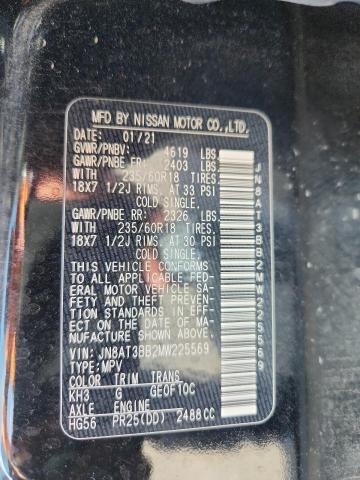 MFD BY NISSAN MOTOR CO.,LTD.
DATE 01/21
GVWR/PNBV: 4619 LBS.
GAWR/PNBE FR: 2403 LBS.
WITH 235/60R18 TIRES
18X7 1/2J RIMS, AT 33 PSI
COLD SINGLE.
GAWR/PNBE RR: 2326 LBS.
WITH 235/60R18 TIRES
18X7 1/2J RIMS, AT 30 PSI
COLD SINGLE.
THIS VEHICLE CONFORMS
TO ALL APPLICABLE FED-
ERAL MOTOR VEHICLE SA-
FETY AND THEFT PREVEN-
TION STANDARDS IN EFF-
ECT ON THE DATE OF MA-
NUFACTURE SHOWN ABOVE.
VIN: JN8AT3BB2MW225569
TYPE: MPV
COLOR TRIM TRANS
KH3 G GE0F10C
AXLE ENGINE
HG56 PR25(DD) 2488CC
JN8AT3BB2MW225569